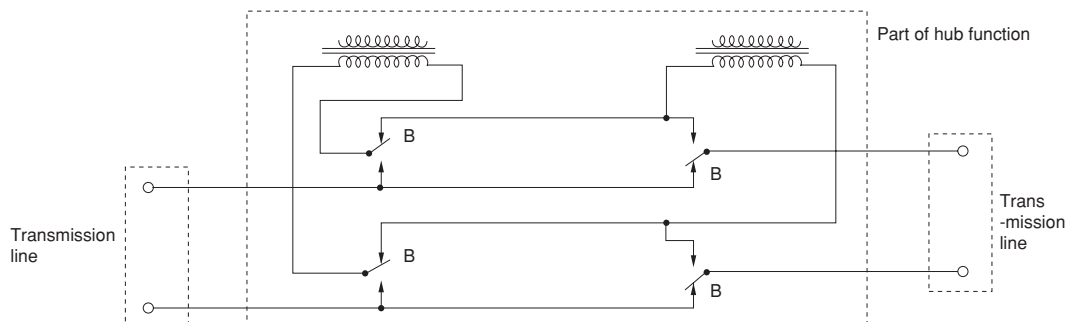 Part of hub function
B
B
B
B
Transmission
line
Trans
-mission
line